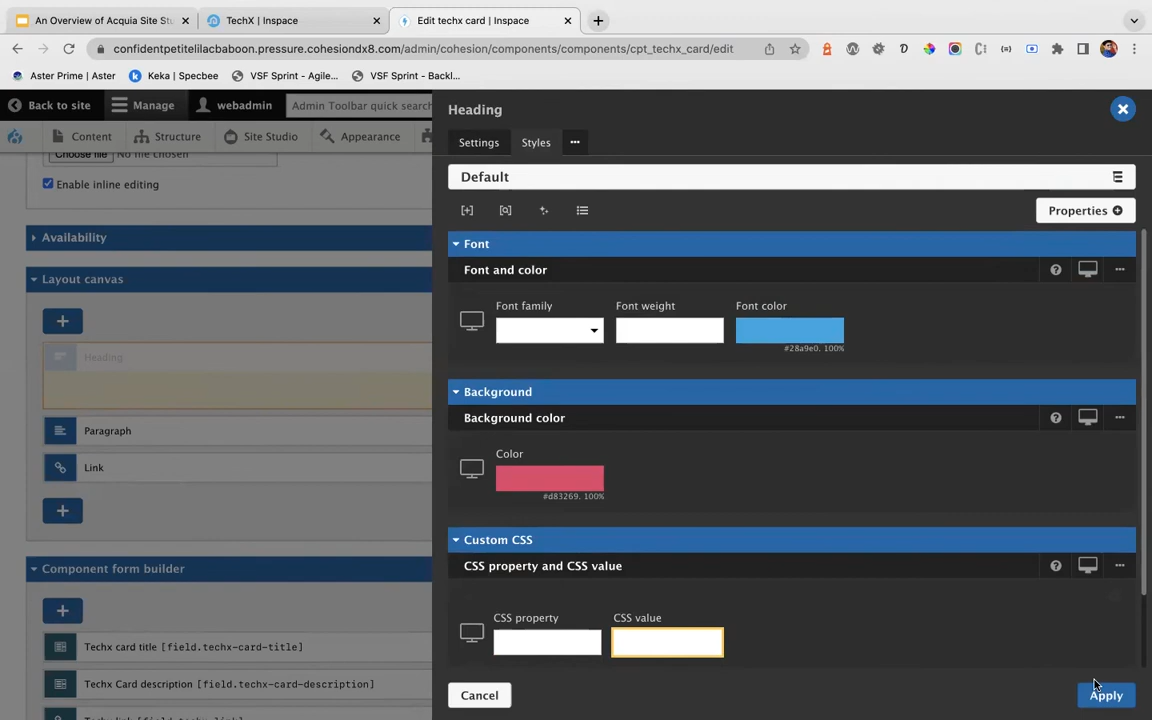 An Overview of Acquia Site Stu
TechX | Inspace
Edit techx card | Inspace
confidentpetitelilacbaboon.pressure.cohesiondx8.com/admin/cohesion/components/components/cpt_techx_card/edit
Aster Prime | Aster
Keka | Specbee
VSF Sprint - Agile...
VSF Sprint - Backl...
Back to site
Manage
webadmin
Admin Toolbar quick search
Content
Structure
Site Studio
Appearance
Choose file No file chosen
Enable inline editing
Availability
Layout canvas
Heading
Paragraph
Link
Component form builder
Techx card title [field.techx-card-title]
Techx Card description [field.techx-card-description]
Heading
Settings
Styles
Default
Properties
Font
Font and color
Font family
Font weight
Font color
#28a9e0, 100%
Background
Background color
Color
#d83269, 100%
Custom CSS
CSS property and CSS value
CSS property
CSS value
Cancel
Apply